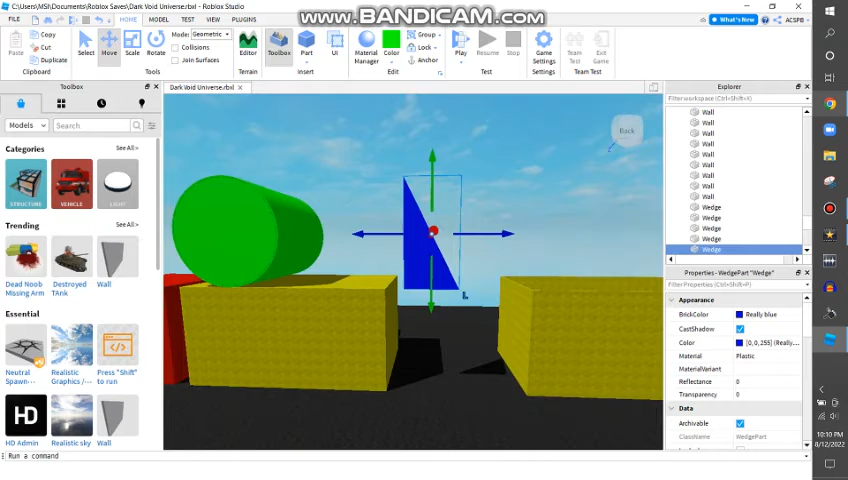 C:/Users/MSI/Documents/Roblox Saves/Dark Void Universe.rbxl - Roblox Studio
www.BANDICAM.com
FILE HOME MODEL TEST VIEW PLUGINS
What's New ACSPB
Copy
Cut
Duplicate
Clipboard
Select Move Scale Rotate
Mode: Geometric
Collisions
Join Surfaces
Tools
Editor
Terrain
Toolbox Part UI
Insert
Material Manager Color
Group
Lock
Anchor
Edit
Play Resume Stop
Test
Game Settings
Settings
Team Test Exit Game
Team Test
Toolbox
Dark Void Universe.rbxl
Explorer
Filter workspace (Ctrl+Shift+X)
Models Search
Categories See All >
STRUCTURE VEHICLE LIGHT
Trending See All >
Dead Noob Missing Arm
Destroyed TAnk
Wall
Essential See All >
Neutral Spawn...
Realistic Graphics /...
Press "Shift" to run
HD
HD Admin
Realistic sky
Wall
Back
Wall
Wall
Wall
Wall
Wall
Wall
Wall
Wall
Wall
Wedge
Wedge
Wedge
Wedge
Wedge
Properties - WedgePart "Wedge"
Filter Properties (Ctrl+Shift+P)
Appearance
BrickColor Really blue
CastShadow
Color [0,0,255] (Really...
Material Plastic
MaterialVariant
Reflectance 0
Transparency 0
Data
Archivable
ClassName WedgePart
Run a command
10:10 PM
8/12/2022